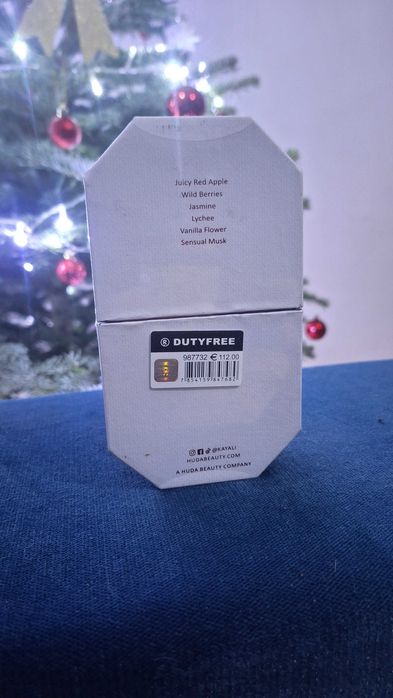 Juicy Red Apple
Wild Berries
Jasmine
Lychee
Vanilla Flower
Sensual Musk
® DUTYFREE
987732 €112.00
7854159847682
@KAYALI
HUDABEAUTY.COM
A HUDA BEAUTY COMPANY